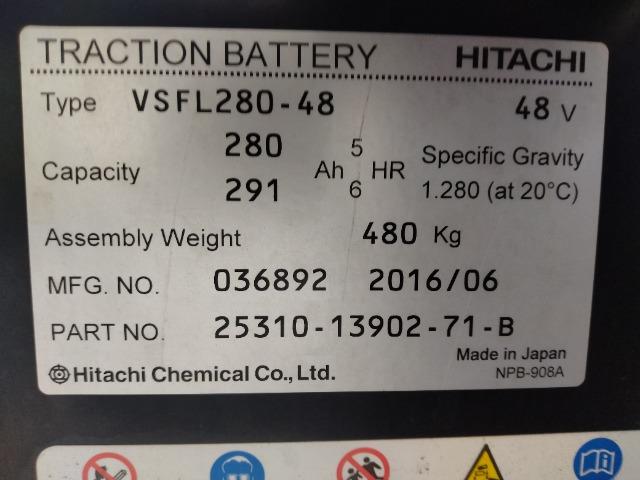 TRACTION BATTERY HITACHI
Type VSFL280-48 48 V
280 5
Capacity Ah HR Specific Gravity
291 6 1.280 (at 20°C)
Assembly Weight 480 Kg
MFG. NO. 036892 2016/06
PART NO. 25310-13902-71-B
Made in Japan
Hitachi Chemical Co., Ltd. NPB-908A